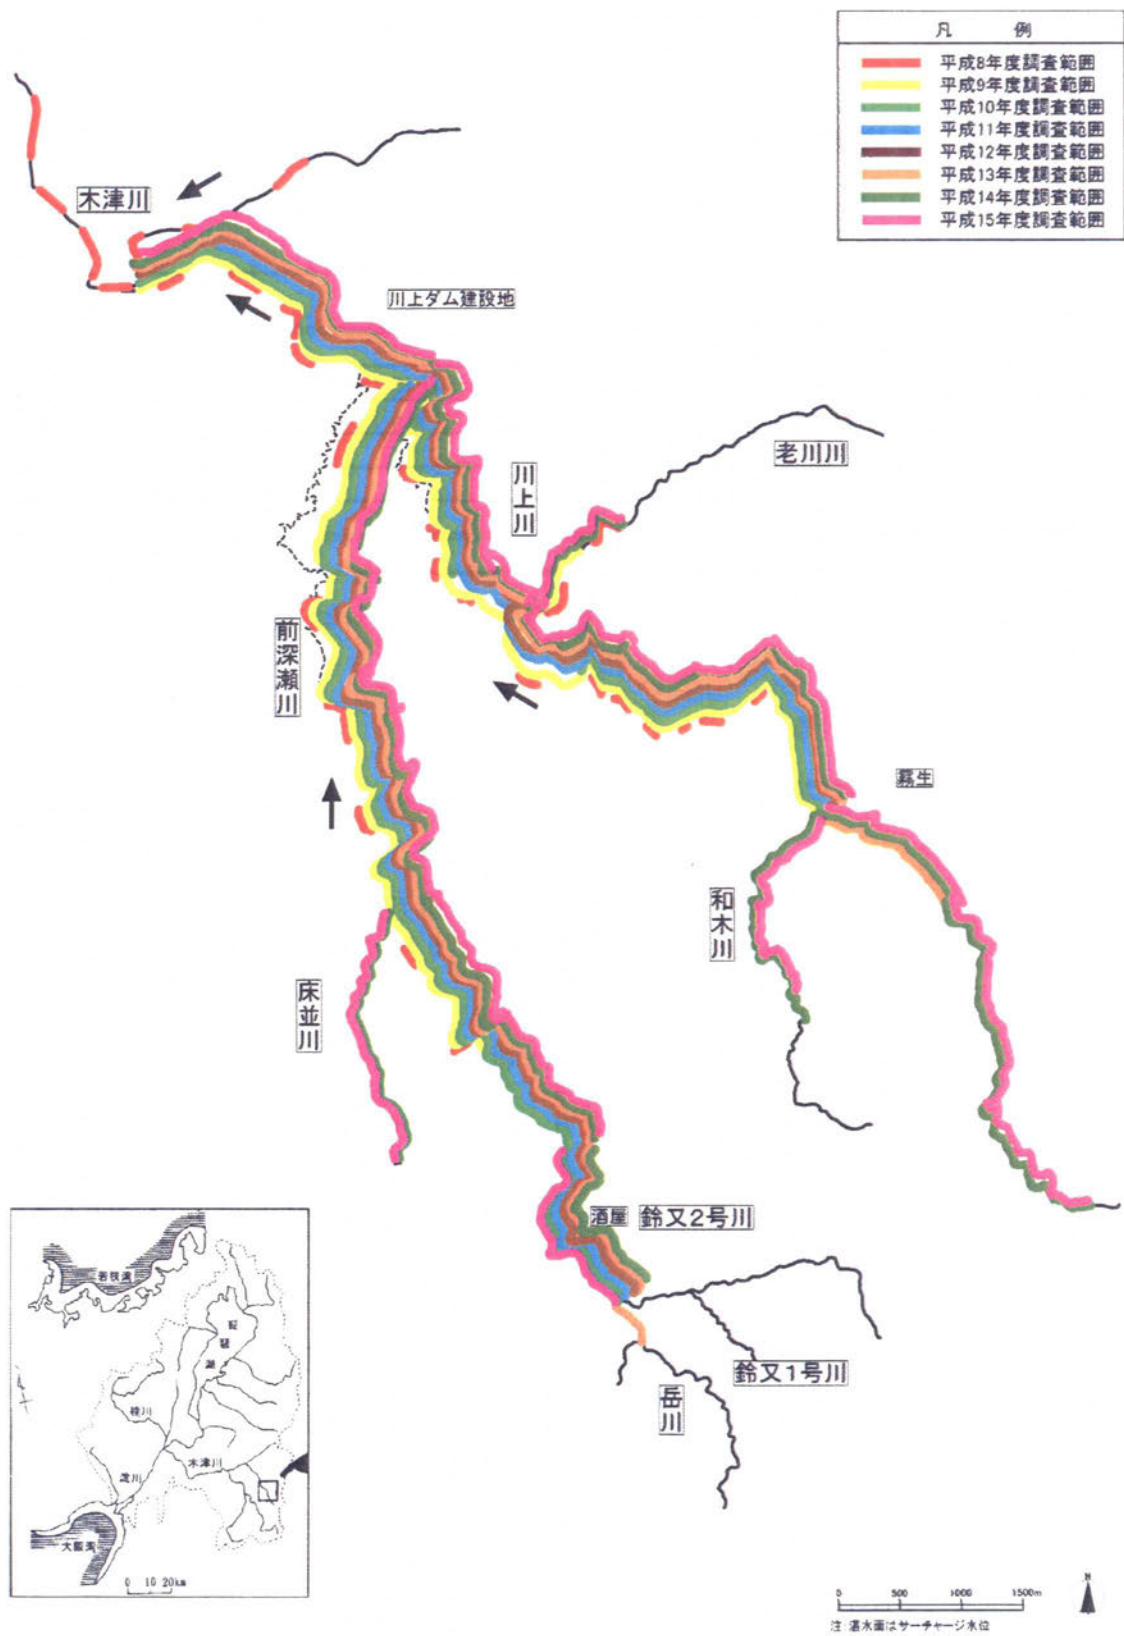 凡 例
平成8年度調査範囲
平成9年度調査範囲
平成10年度調査範囲
平成11年度調査範囲
平成12年度調査範囲
平成13年度調査範囲
平成14年度調査範囲
平成15年度調査範囲
木津川
川上ダム建設地
老川川
川上川
前深瀬川
霧生
和木川
床並川
酒屋
鈴又2号川
鈴又1号川
岳川
若狭湾
琵琶湖
桂川
木津川
淀川
大阪湾
0 10 20km
N
0 500 1000 1500m
注:湛水面はサーチャージ水位